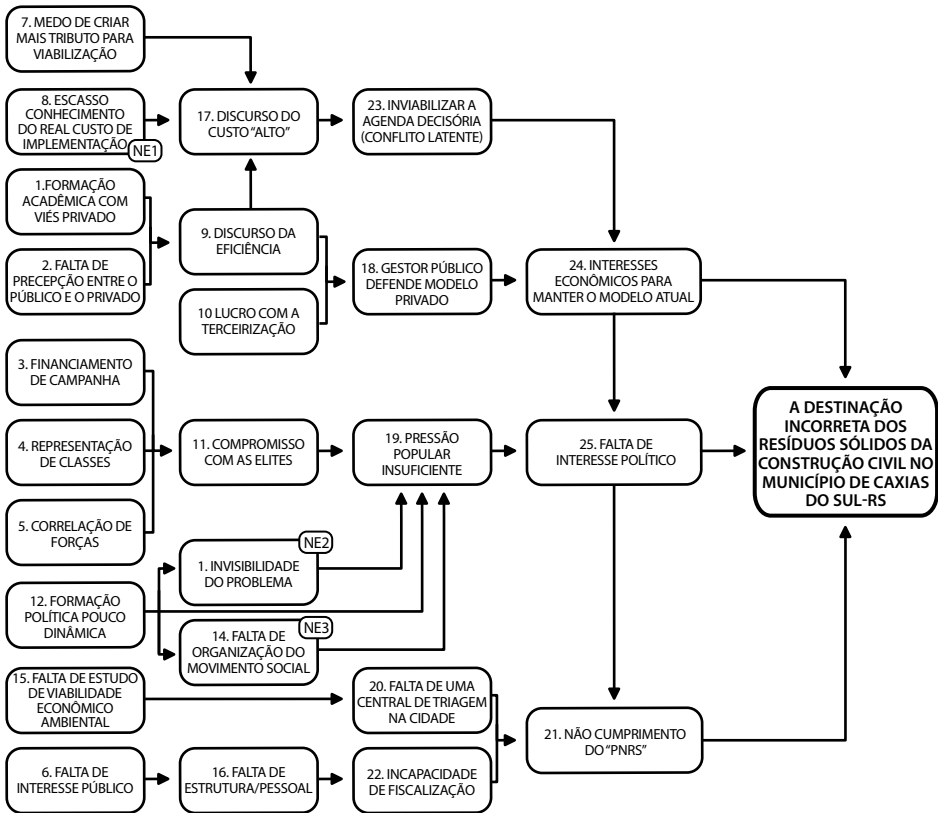 7. MEDO DE CRIAR
MAIS TRIBUTO PARA
VIABILIZAÇÃO
8. ESCASSO
CONHECIMENTO
DO REAL CUSTO DE
IMPLEMENTAÇÃO
NE1
17. DISCURSO DO
CUSTO "ALTO"
23. INVIABILIZAR A
AGENDA DECISÓRIA
(CONFLITO LATENTE)
1.FORMAÇÃO
ACADÊMICA COM
VIÉS PRIVADO
2. FALTA DE
PRECEPÇÃO ENTRE O
PÚBLICO E O PRIVADO
9. DISCURSO DA
EFICIÊNCIA
10 LUCRO COM A
TERCEIRIZAÇÃO
18. GESTOR PÚBLICO
DEFENDE MODELO
PRIVADO
24. INTERESSES
ECONÔMICOS PARA
MANTER O MODELO ATUAL
3. FINANCIAMENTO
DE CAMPANHA
4. REPRESENTAÇÃO
DE CLASSES
5. CORRELAÇÃO DE
FORÇAS
11. COMPROMISSO
COM AS ELITES
19. PRESSÃO
POPULAR
INSUFICIENTE
25. FALTA DE
INTERESSE POLÍTICO
A DESTINAÇÃO
INCORRETA DOS
RESÍDUOS SÓLIDOS DA
CONSTRUÇÃO CIVIL NO
MUNICÍPIO DE CAXIAS
DO SUL-RS
12. FORMAÇÃO
POLÍTICA POUCO
DINÂMICA
NE2
1. INVISIBILIDADE
DO PROBLEMA
NE3
14. FALTA DE
ORGANIZAÇÃO DO
MOVIMENTO SOCIAL
15. FALTA DE ESTUDO
DE VIABILIDADE
ECONÔMICO
AMBIENTAL
20. FALTA DE UMA
CENTRAL DE TRIAGEM
NA CIDADE
21. NÃO CUMPRIMENTO
DO "PNRS"
6. FALTA DE
INTERESSE PÚBLICO
16. FALTA DE
ESTRUTURA/PESSOAL
22. INCAPACIDADE
DE FISCALIZAÇÃO